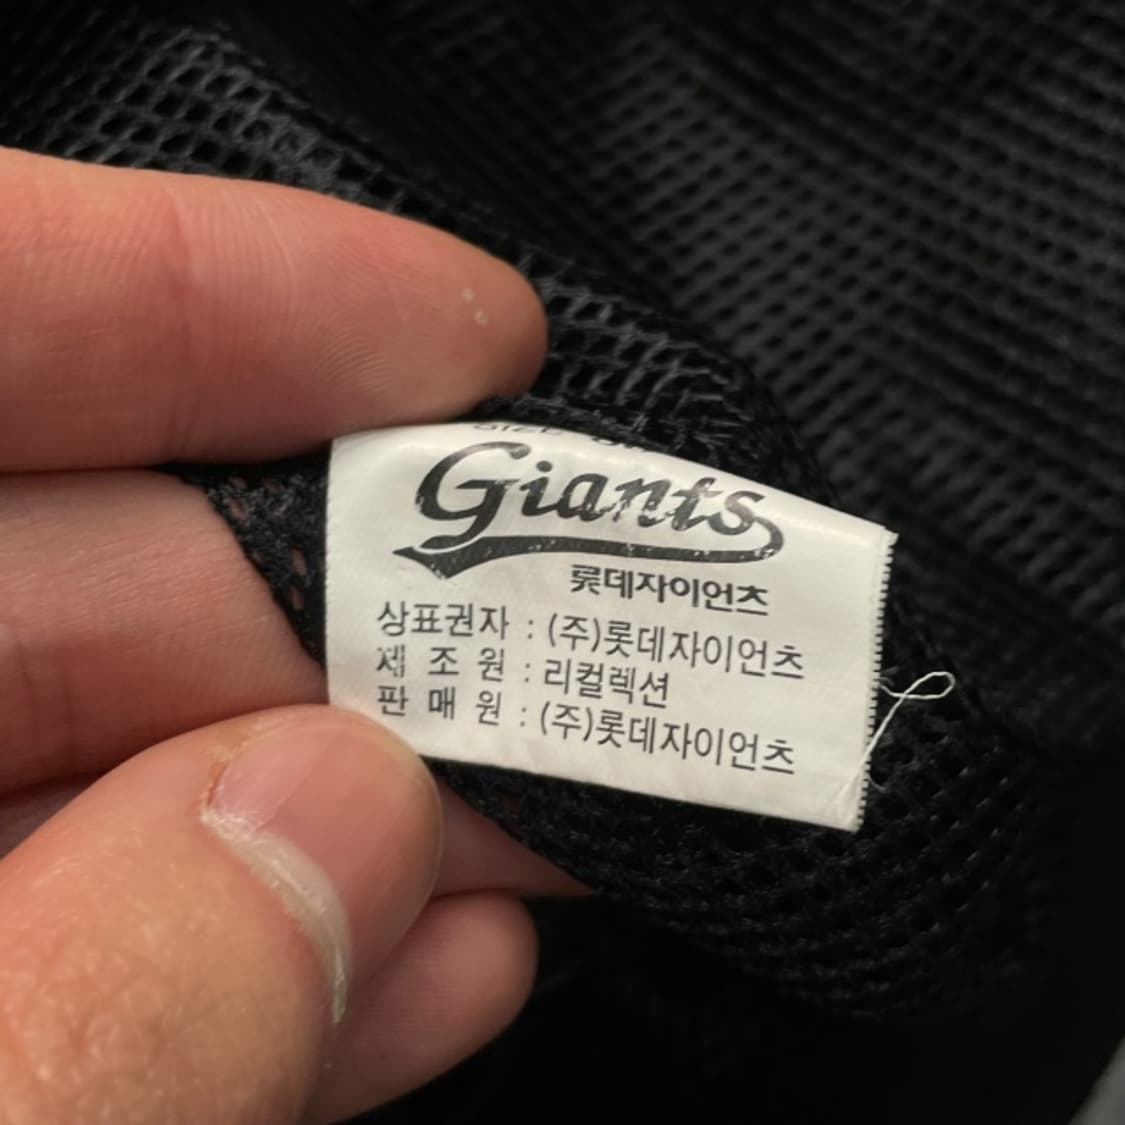 SIZE
Giants
롯데자이언츠
상표권자 : (주)롯데자이언츠
제 조 원 : 리컬렉션
판 매 원 : (주)롯데자이언츠